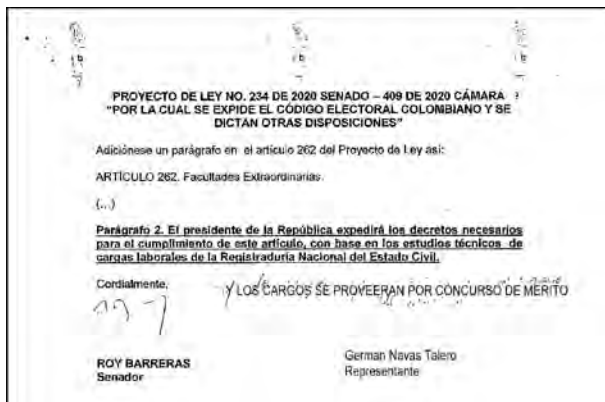 PROYECTO DE LEY NO. 234 DE 2020 SENADO – 409 DE 2020 CÁMARA
“POR LA CUAL SE EXPIDE EL CÓDIGO ELECTORAL COLOMBIANO Y SE
DICTAN OTRAS DISPOSICIONES”
Adiciónese un parágrafo en el artículo 262 del Proyecto de Ley así:
ARTÍCULO 262. Facultades Extraordinarias.
(...)
Parágrafo 2. El presidente de la República expedirá los decretos necesarios
para el cumplimiento de este artículo, con base en los estudios técnicos de
cargas laborales de la Registraduría Nacional del Estado Civil.
Cordialmente,
Y LOS CARGOS SE PROVEERAN POR CONCURSO DE MERITO
ROY BARRERAS
Senador
German Navas Talero
Representante